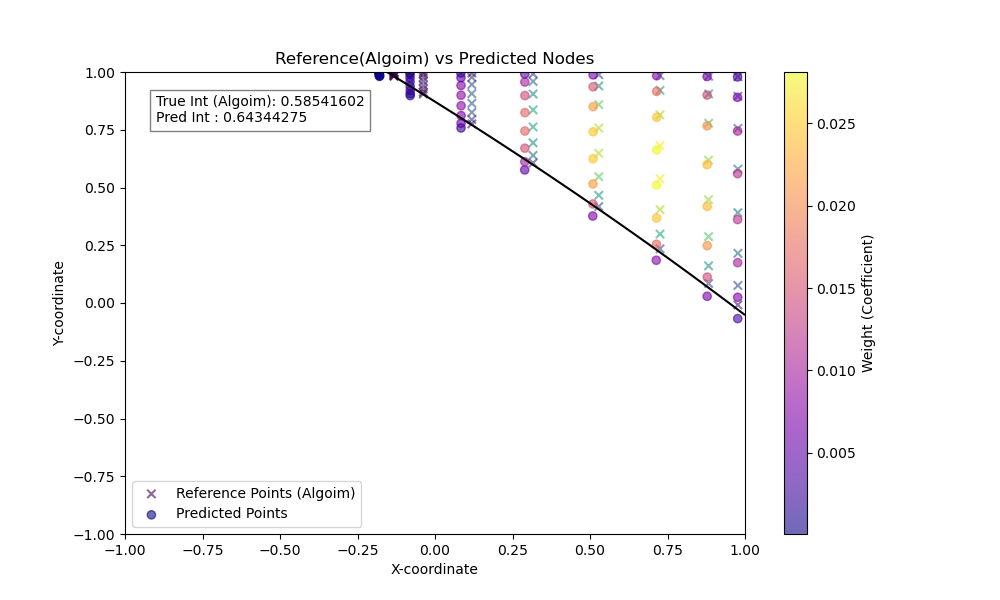 Reference(Algoim) vs Predicted Nodes
True Int (Algoim): 0.58541602
Pred Int : 0.64344275
1.00
0.75
0.50
0.25
0.00
−0.25
−0.50
−0.75
−1.00
Y-coordinate
Reference Points (Algoim)
Predicted Points
−1.00 −0.75 −0.50 −0.25 0.00 0.25 0.50 0.75 1.00
X-coordinate
0.025
0.020
0.015
0.010
0.005
Weight (Coefficient)